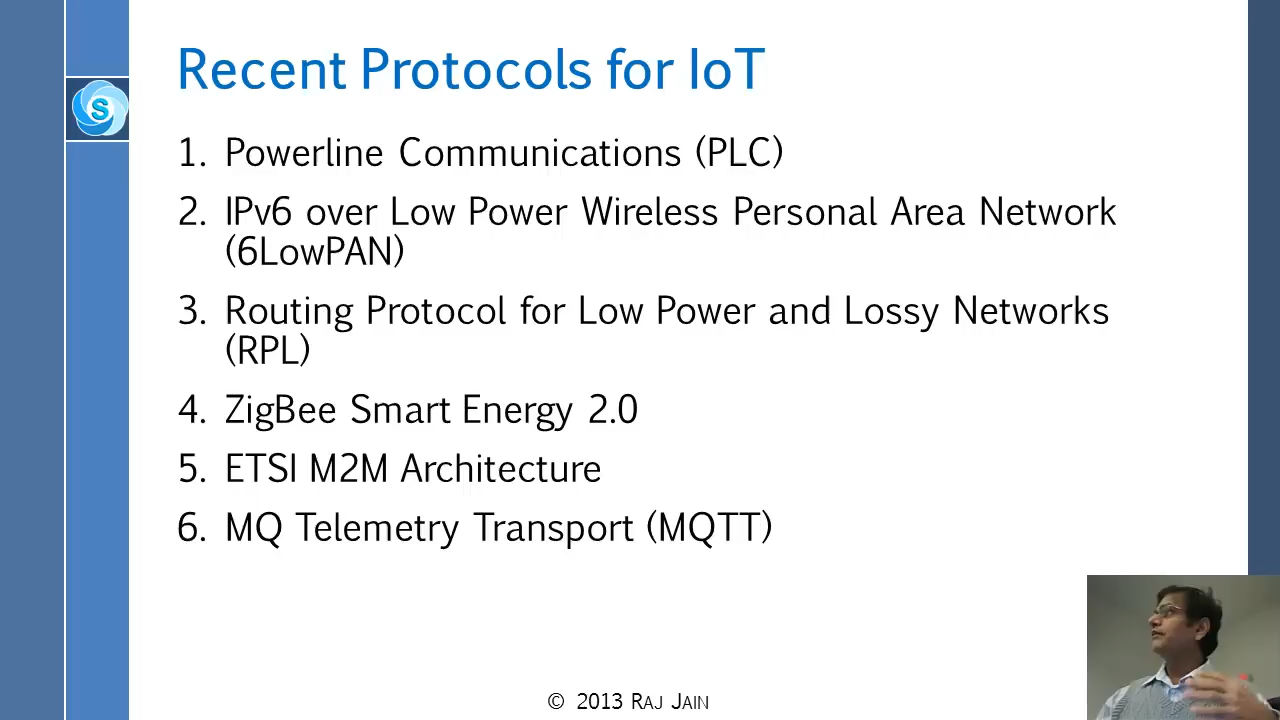 Recent Protocols for IoT
S
1. Powerline Communications (PLC)
2. IPv6 over Low Power Wireless Personal Area Network
(6LowPAN)
3. Routing Protocol for Low Power and Lossy Networks
(RPL)
4. ZigBee Smart Energy 2.0
5. ETSI M2M Architecture
6. MQ Telemetry Transport (MQTT)
© 2013 RAJ JAIN